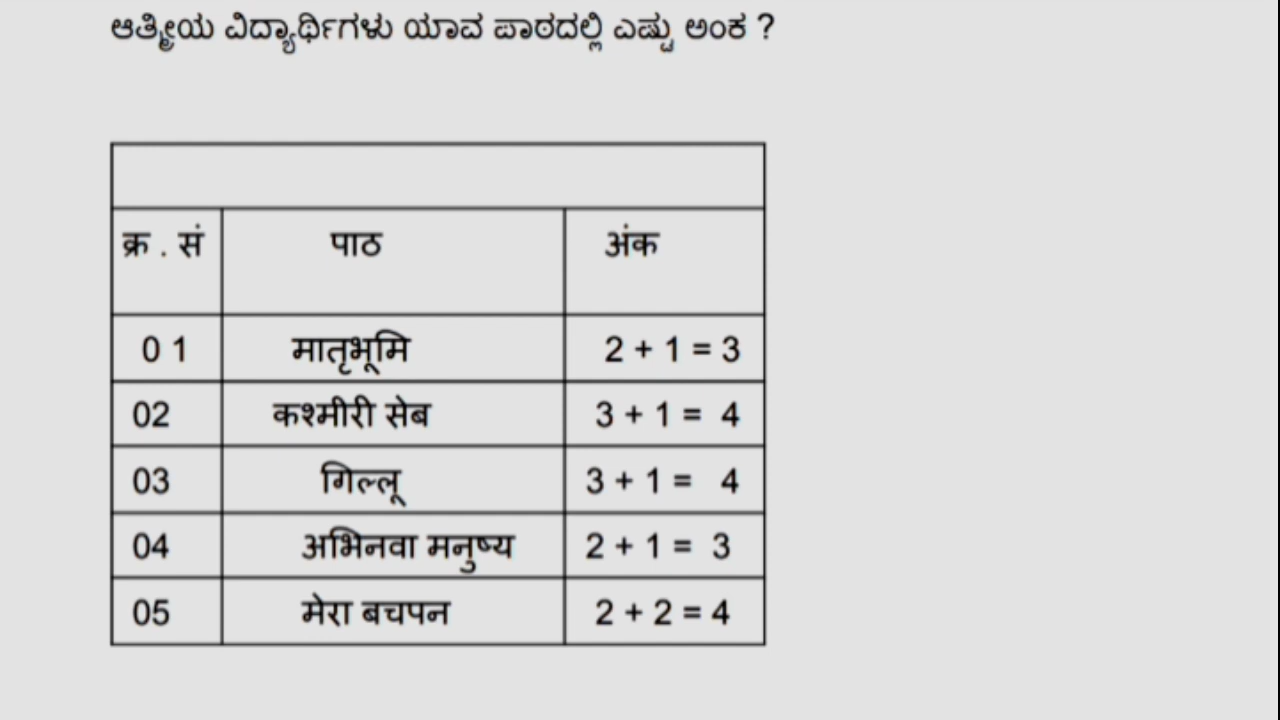 ಆತ್ಮೀಯ ವಿದ್ಯಾರ್ಥಿಗಳು ಯಾವ ಪಾಠದಲ್ಲಿ ಎಷ್ಟು ಅಂಕ ?
क्र . सं पाठ अंक
0 1 मातृभूमि 2 + 1 = 3
02 कश्मीरी सेब 3 + 1 = 4
03 गिल्लू 3 + 1 = 4
04 अभिनवा मनुष्य 2 + 1 = 3
05 मेरा बचपन 2 + 2 = 4